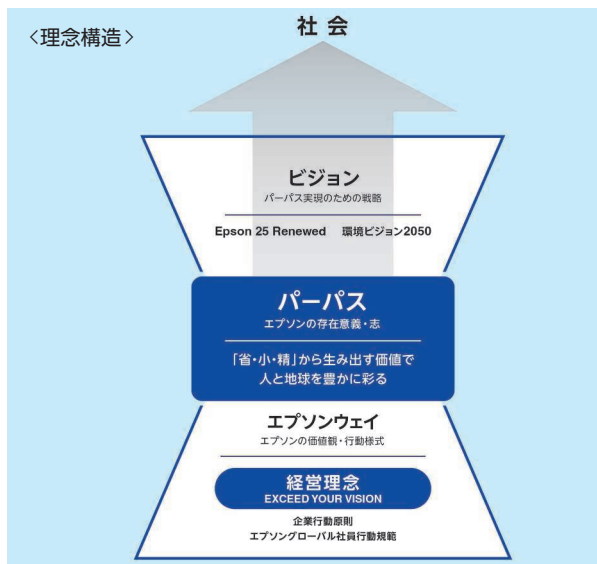 〈理念構造〉
社会
ビジョン
パーパス実現のための戦略
Epson 25 Renewed 環境ビジョン2050
パーパス
エプソンの存在意義・志
「省・小・精」から生み出す価値で
人と地球を豊かに彩る
エプソンウェイ
エプソンの価値観・行動様式
経営理念
EXCEED YOUR VISION
企業行動原則
エプソングローバル社員行動規範